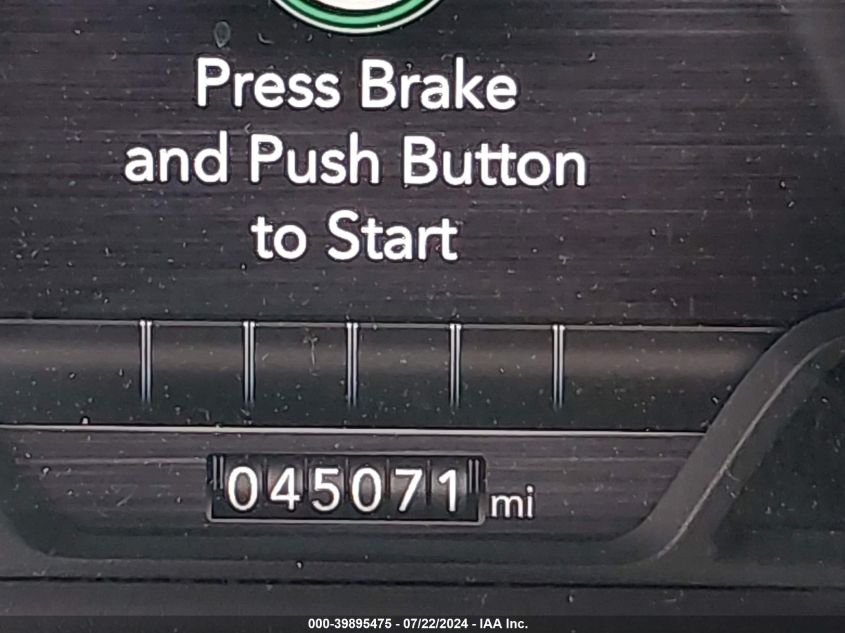 Press Brake
and Push Button
to Start
045071 mi
000-39895475 - 07/22/2024 - IAA Inc.